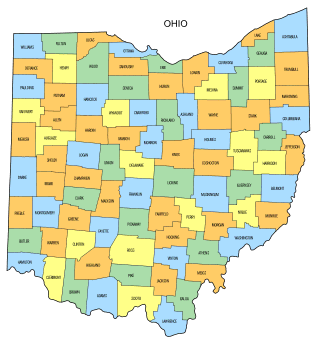 OHIO
WILLIAMS
FULTON
LUCAS
OTTAWA
LAKE
ASHTABULA
GEAUGA
CUYAHOGA
TRUMBULL
DEFIANCE
HENRY
WOOD
SANDUSKY
ERIE
LORAIN
PORTAGE
SUMMIT
MEDINA
HURON
SENECA
PAULDING
PUTNAM
HANCOCK
MAHONING
VAN WERT
WYANDOT
CRAWFORD
RICHLAND
ASHLAND
WAYNE
STARK
COLUMBIANA
ALLEN
HARDIN
MARION
MORROW
HOLMES
CARROLL
MERCER
AUGLAIZE
LOGAN
KNOX
COSHOCTON
TUSCARAWAS
HARRISON
JEFFERSON
SHELBY
UNION
DELAWARE
DARKE
MIAMI
CHAMPAIGN
LICKING
MUSKINGUM
GUERNSEY
BELMONT
CLARK
MADISON
FRANKLIN
FAIRFIELD
PERRY
NOBLE
MONROE
PREBLE
MONTGOMERY
GREENE
FAYETTE
PICKAWAY
HOCKING
MORGAN
WASHINGTON
BUTLER
WARREN
CLINTON
ROSS
ATHENS
VINTON
HAMILTON
CLERMONT
HIGHLAND
PIKE
JACKSON
MEIGS
BROWN
ADAMS
SCIOTO
GALLIA
LAWRENCE